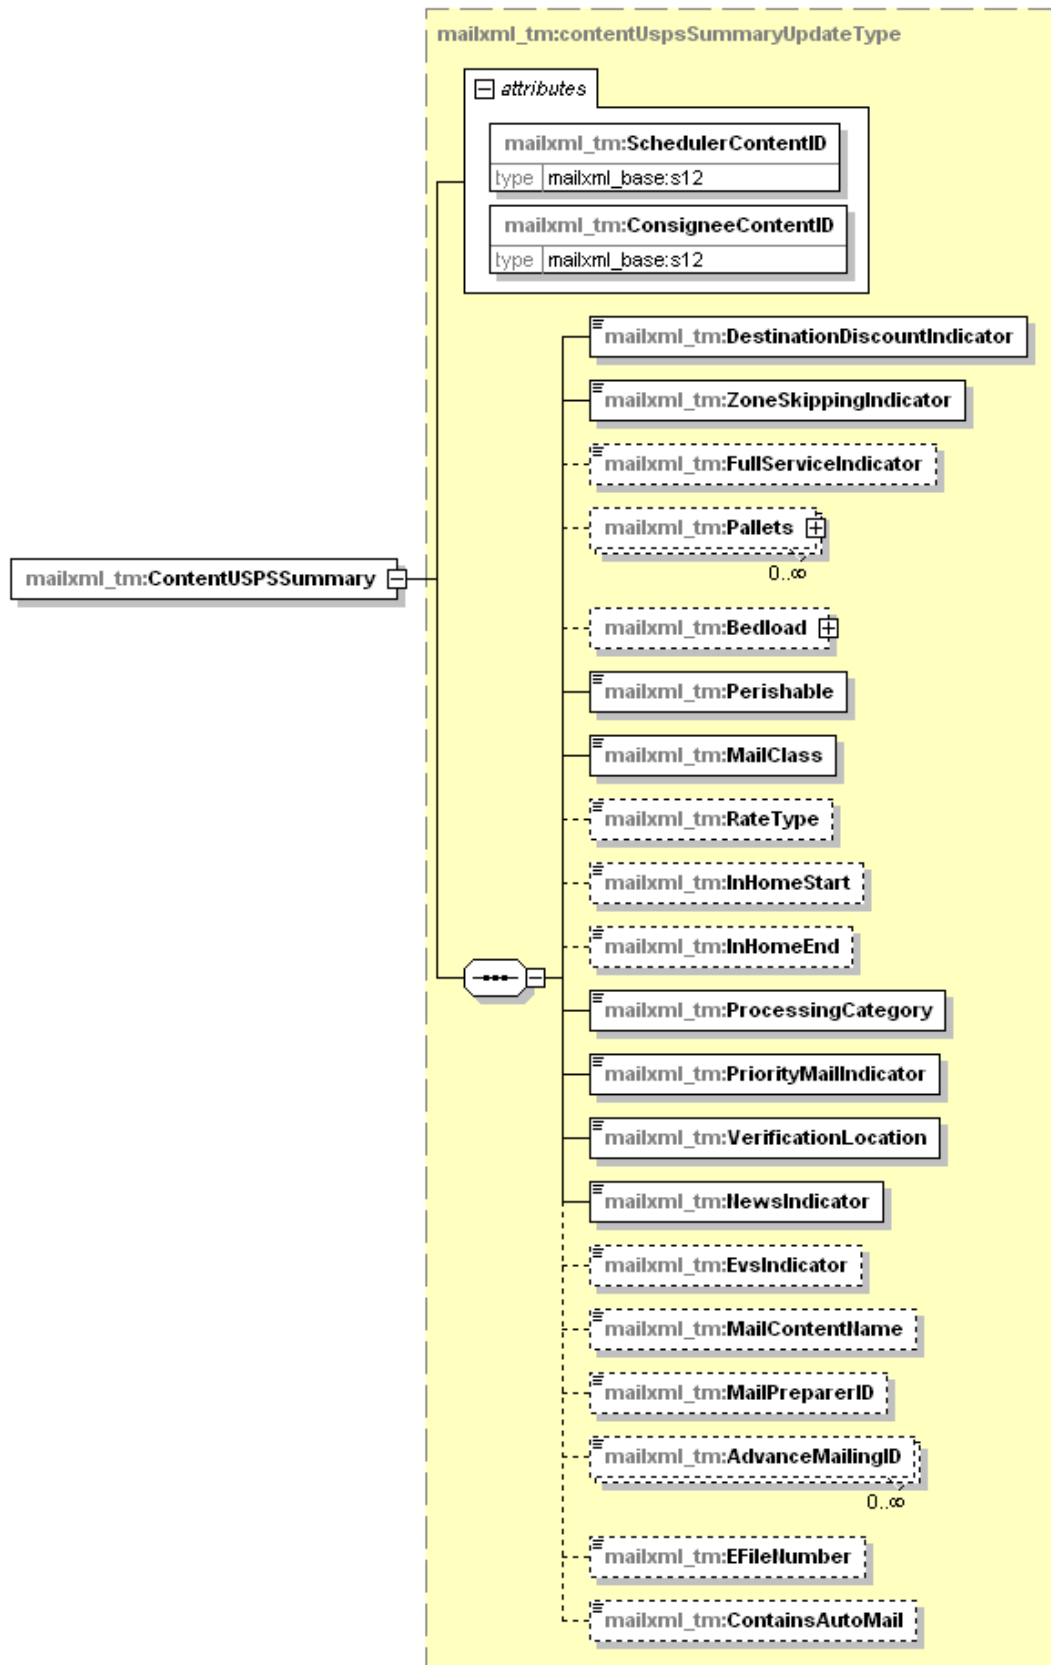 mailxml_tm:contentUspsSummaryUpdateType
attributes
mailxml_tm:SchedulerContentID
type mailxml_base:s12
mailxml_tm:ConsigneeContentID
type mailxml_base:s12
mailxml_tm:DestinationDiscountIndicator
mailxml_tm:ZoneSkippingIndicator
mailxml_tm:FullServiceIndicator
mailxml_tm:Pallets
0..∞
mailxml_tm:ContentUSPSSummary
mailxml_tm:Bedload
mailxml_tm:Perishable
mailxml_tm:MailClass
mailxml_tm:RateType
mailxml_tm:InHomeStart
mailxml_tm:InHomeEnd
mailxml_tm:ProcessingCategory
mailxml_tm:PriorityMailIndicator
mailxml_tm:VerificationLocation
mailxml_tm:NewsIndicator
mailxml_tm:EvsIndicator
mailxml_tm:MailContentName
mailxml_tm:MailPreparerID
mailxml_tm:AdvanceMailingID
0..∞
mailxml_tm:EFileNumber
mailxml_tm:ContainsAutoMail